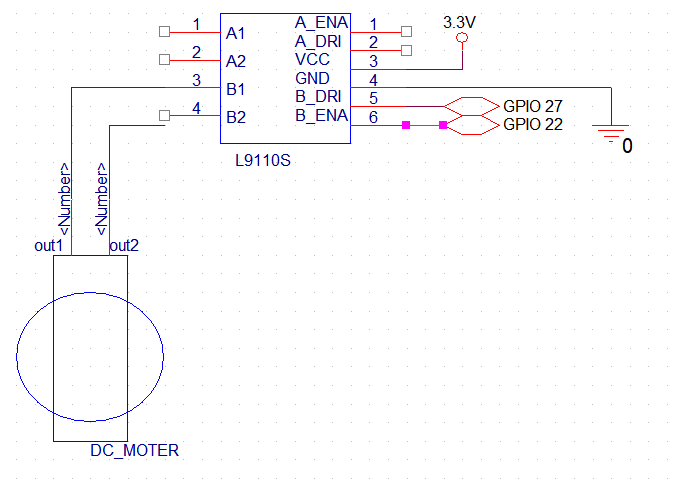 3.3V
1 A_ENA 1
A1 A_DRI 2
2 VCC 3
A2 GND 4
3 B1 B_DRI 5 GPIO 27
4 B2 B_ENA 6 GPIO 22
0
L9110S
<Number> <Number>
out1 out2
DC_MOTER